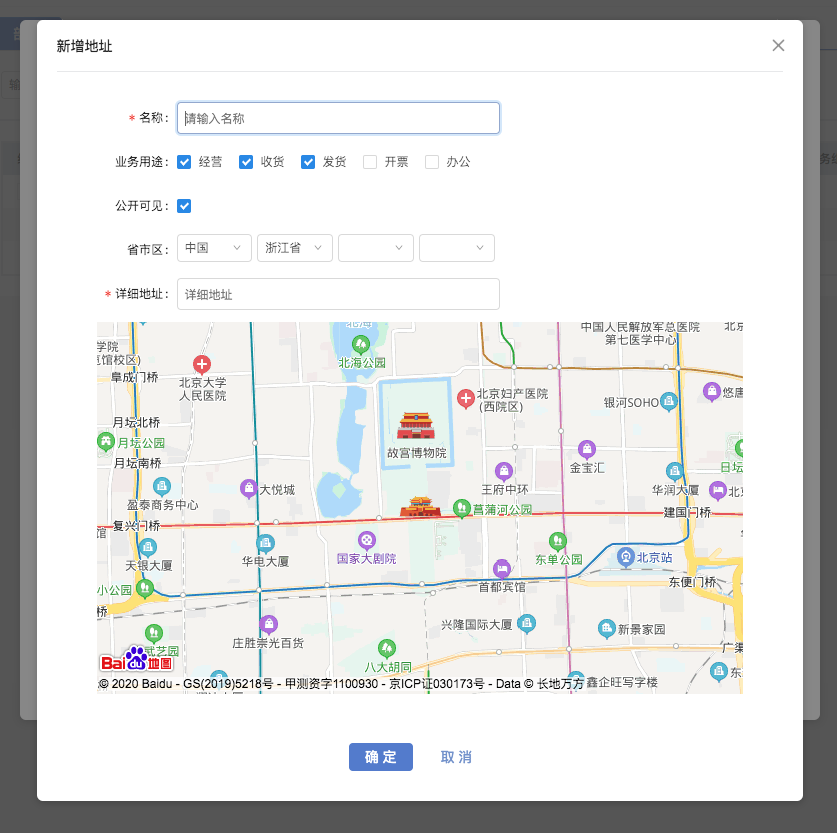 新增地址
* 名称:
请输入名称
业务用途:
经营
收货
发货
开票
办公
公开可见:
省市区:
中国
浙江省
* 详细地址:
详细地址
北海
中国人民解放军总医院
第七医学中心
学院
馆校区)
阜成门桥
北海公园
北京大学
人民医院
北京妇产医院
(西院区)
银河SOHO
悠唐
月坛北桥
月坛公园
月坛南桥
故宫博物院
金宝汇
日坛
大悦城
王府中环
华润大厦
盈泰商务中心
菖蒲河公园
建国门桥
复兴门桥
馆
国家大剧院
东单公园
北京站
天银大厦
华电大厦
首都宾馆
东便门桥
小公园
桥
兴隆国际大厦
新景家园
庄胜崇光百货
广渠
八大胡同
Bai du 地图
鑫企旺写字楼
© 2020 Baidu - GS(2019)5218号 - 甲测资字1100930 - 京ICP证030173号 - Data © 长地万方
确 定
取 消